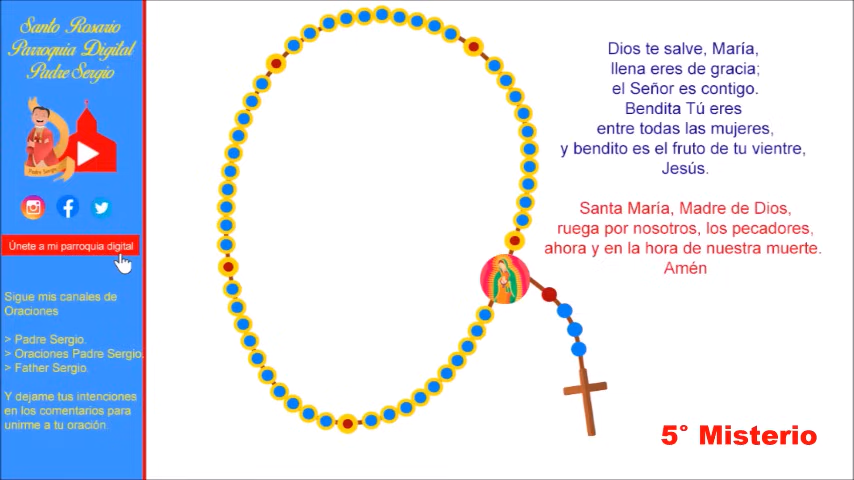 Santo Rosario
Parroquia Digital
Padre Sergio
Padre Sergio
Únete a mi parroquia digital
Sigue mis canales de
Oraciones
> Padre Sergio.
> Oraciones Padre Sergio.
> Father Sergio.
Y dejame tus intenciones
en los comentarios para
unirme a tu oración.
Dios te salve, María,
llena eres de gracia;
el Señor es contigo.
Bendita Tú eres
entre todas las mujeres,
y bendito es el fruto de tu vientre,
Jesús.
Santa María, Madre de Dios,
ruega por nosotros, los pecadores,
ahora y en la hora de nuestra muerte.
Amén
5° Misterio